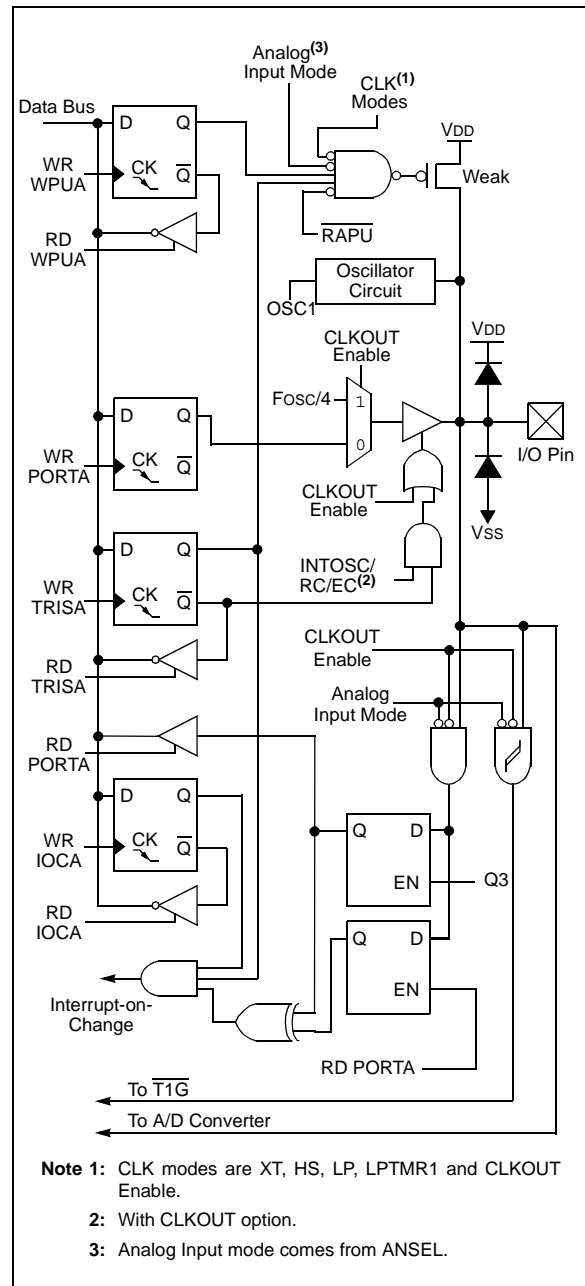 Analog(3)
Input Mode
CLK(1)
Modes
Data Bus
D Q
VDD
WR
WPUA
CK Q
Weak
RD
WPUA
RAPU
Oscillator
Circuit
OSC1
CLKOUT
Enable
VDD
FOSC/4
1
D Q
0
WR
PORTA
CK Q
I/O Pin
CLKOUT
Enable
VSS
D Q
INTOSC/
RC/EC(2)
WR
TRISA
CK Q
RD
TRISA
CLKOUT
Enable
Analog
Input Mode
RD
PORTA
D Q
Q D
WR
IOCA
CK Q
EN
Q3
RD
IOCA
Q D
EN
Interrupt-on-
Change
RD PORTA
To T1G
To A/D Converter
Note 1: CLK modes are XT, HS, LP, LPTMR1 and CLKOUT
Enable.
2: With CLKOUT option.
3: Analog Input mode comes from ANSEL.